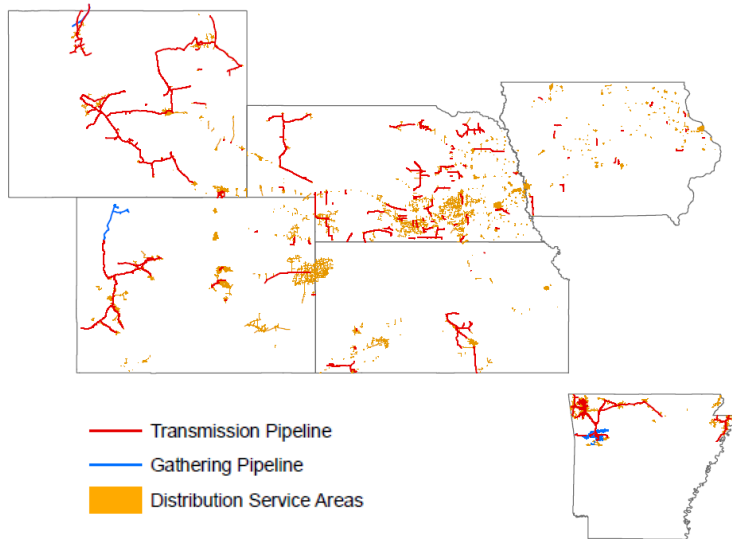 Transmission Pipeline
Gathering Pipeline
Distribution Service Areas